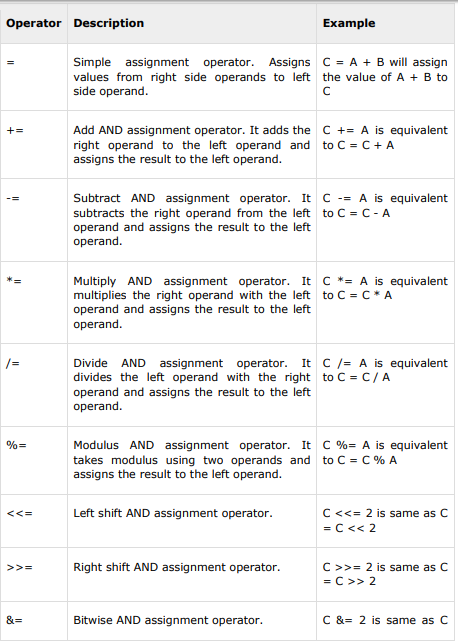 Operator Description Example
= Simple assignment operator. Assigns C = A + B will assign
values from right side operands to left the value of A + B to
side operand. C
+= Add AND assignment operator. It adds the C += A is equivalent
right operand to the left operand and to C = C + A
assigns the result to the left operand.
-= Subtract AND assignment operator. It C -= A is equivalent
subtracts the right operand from the left to C = C - A
operand and assigns the result to the left
operand.
*= Multiply AND assignment operator. It C *= A is equivalent
multiplies the right operand with the left to C = C * A
operand and assigns the result to the left
operand.
/= Divide AND assignment operator. It C /= A is equivalent
divides the left operand with the right to C = C / A
operand and assigns the result to the left
operand.
%= Modulus AND assignment operator. It C %= A is equivalent
takes modulus using two operands and to C = C % A
assigns the result to the left operand.
<<= Left shift AND assignment operator. C <<= 2 is same as C
= C << 2
>>= Right shift AND assignment operator. C >>= 2 is same as C
= C >> 2
&= Bitwise AND assignment operator. C &= 2 is same as C